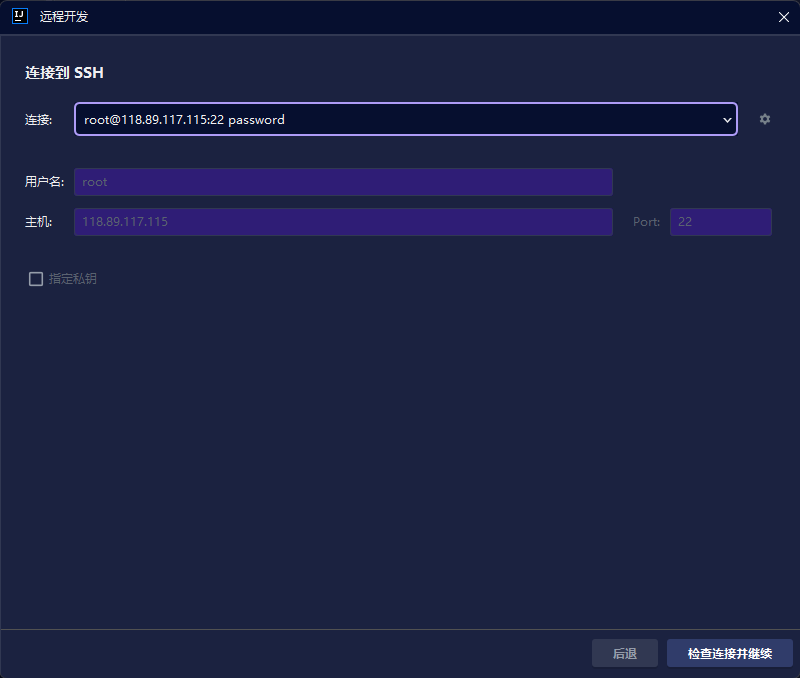 IJ
远程开发
连接到 SSH
连接: root@118.89.117.115:22 password
用户名: root
主机: 118.89.117.115 Port: 22
指定私钥
后退 检查连接并继续